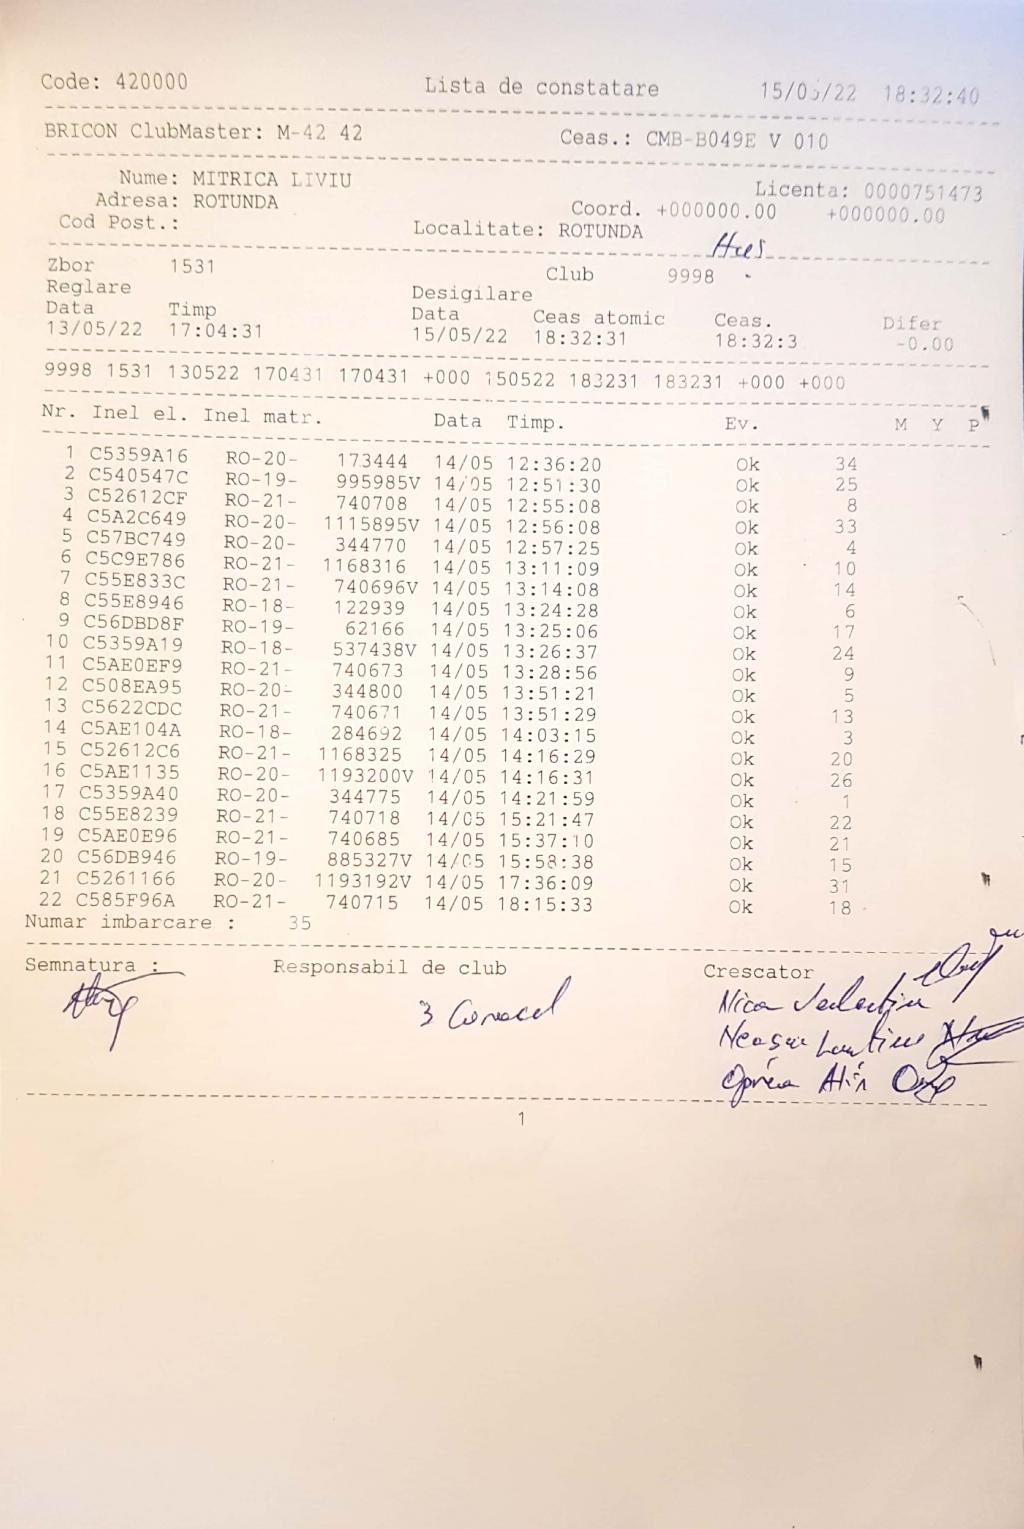 Code: 420000 Lista de constatare 15/05/22 18:32:40
BRICON ClubMaster: M-42 42 Ceas.: CMB-B049E V 010
Nume: MITRICA LIVIU Licenta: 0000751473
Adresa: ROTUNDA Coord. +000000.00 +000000.00
Cod Post.: Localitate: ROTUNDA
Zbor 1531 Club 9998
Reglare Desigilare
Data Timp Data Ceas atomic Ceas. Difer
13/05/22 17:04:31 15/05/22 18:32:31 18:32:3 -0.00
9998 1531 130522 170431 170431 +000 150522 183231 183231 +000 +000
Nr. Inel el. Inel matr. Data Timp. Ev. M Y P
1 C5359A16 RO-20- 173444 14/05 12:36:20 Ok 34
2 C540547C RO-19- 995985V 14/05 12:51:30 Ok 25
3 C52612CF RO-21- 740708 14/05 12:55:08 Ok 8
4 C5A2C649 RO-20- 1115895V 14/05 12:56:08 Ok 33
5 C57BC749 RO-20- 344770 14/05 12:57:25 Ok 4
6 C5C9E786 RO-21- 1168316 14/05 13:11:09 Ok 10
7 C55E833C RO-21- 740696V 14/05 13:14:08 Ok 14
8 C55E8946 RO-18- 122939 14/05 13:24:28 Ok 6
9 C56DBD8F RO-19- 62166 14/05 13:25:06 Ok 17
10 C5359A19 RO-18- 537438V 14/05 13:26:37 Ok 24
11 C5AE0EF9 RO-21- 740673 14/05 13:28:56 Ok 9
12 C508EA95 RO-20- 344800 14/05 13:51:21 Ok 5
13 C5622CDC RO-21- 740671 14/05 13:51:29 Ok 13
14 C5AE104A RO-18- 284692 14/05 14:03:15 Ok 3
15 C52612C6 RO-21- 1168325 14/05 14:16:29 Ok 20
16 C5AE1135 RO-20- 1193200V 14/05 14:16:31 Ok 26
17 C5359A40 RO-20- 344775 14/05 14:21:59 Ok 1
18 C55E8239 RO-21- 740718 14/05 15:21:47 Ok 22
19 C5AE0E96 RO-21- 740685 14/05 15:37:10 Ok 21
20 C56DB946 RO-19- 885327V 14/05 15:58:38 Ok 15
21 C5261166 RO-20- 1193192V 14/05 17:36:09 Ok 31
22 C585F96A RO-21- 740715 14/05 18:15:33 Ok 18
Numar imbarcare : 35
Semnatura : Responsabil de club Crescator
3
Nica
Oprea Alin
1